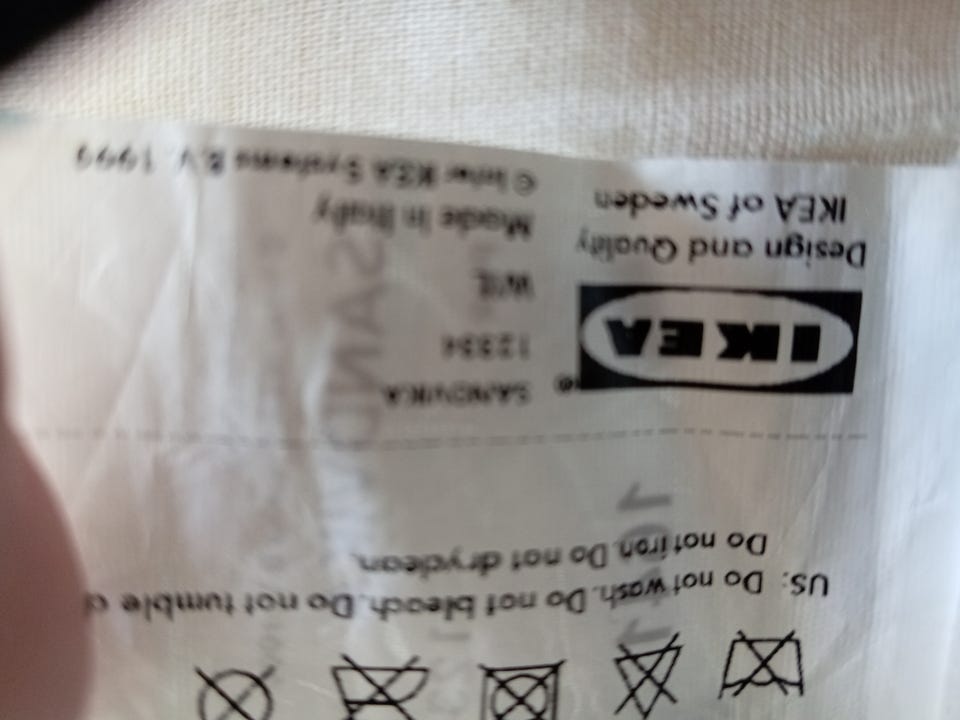 US: Do not wash. Do not bleach. Do not tumble d
Do not iron. Do not dryclean.
IKEA
®
Design and Quality
IKEA of Sweden
SANDVIKA
12334
Made in Italy
© Inter IKEA Systems B.V. 1999